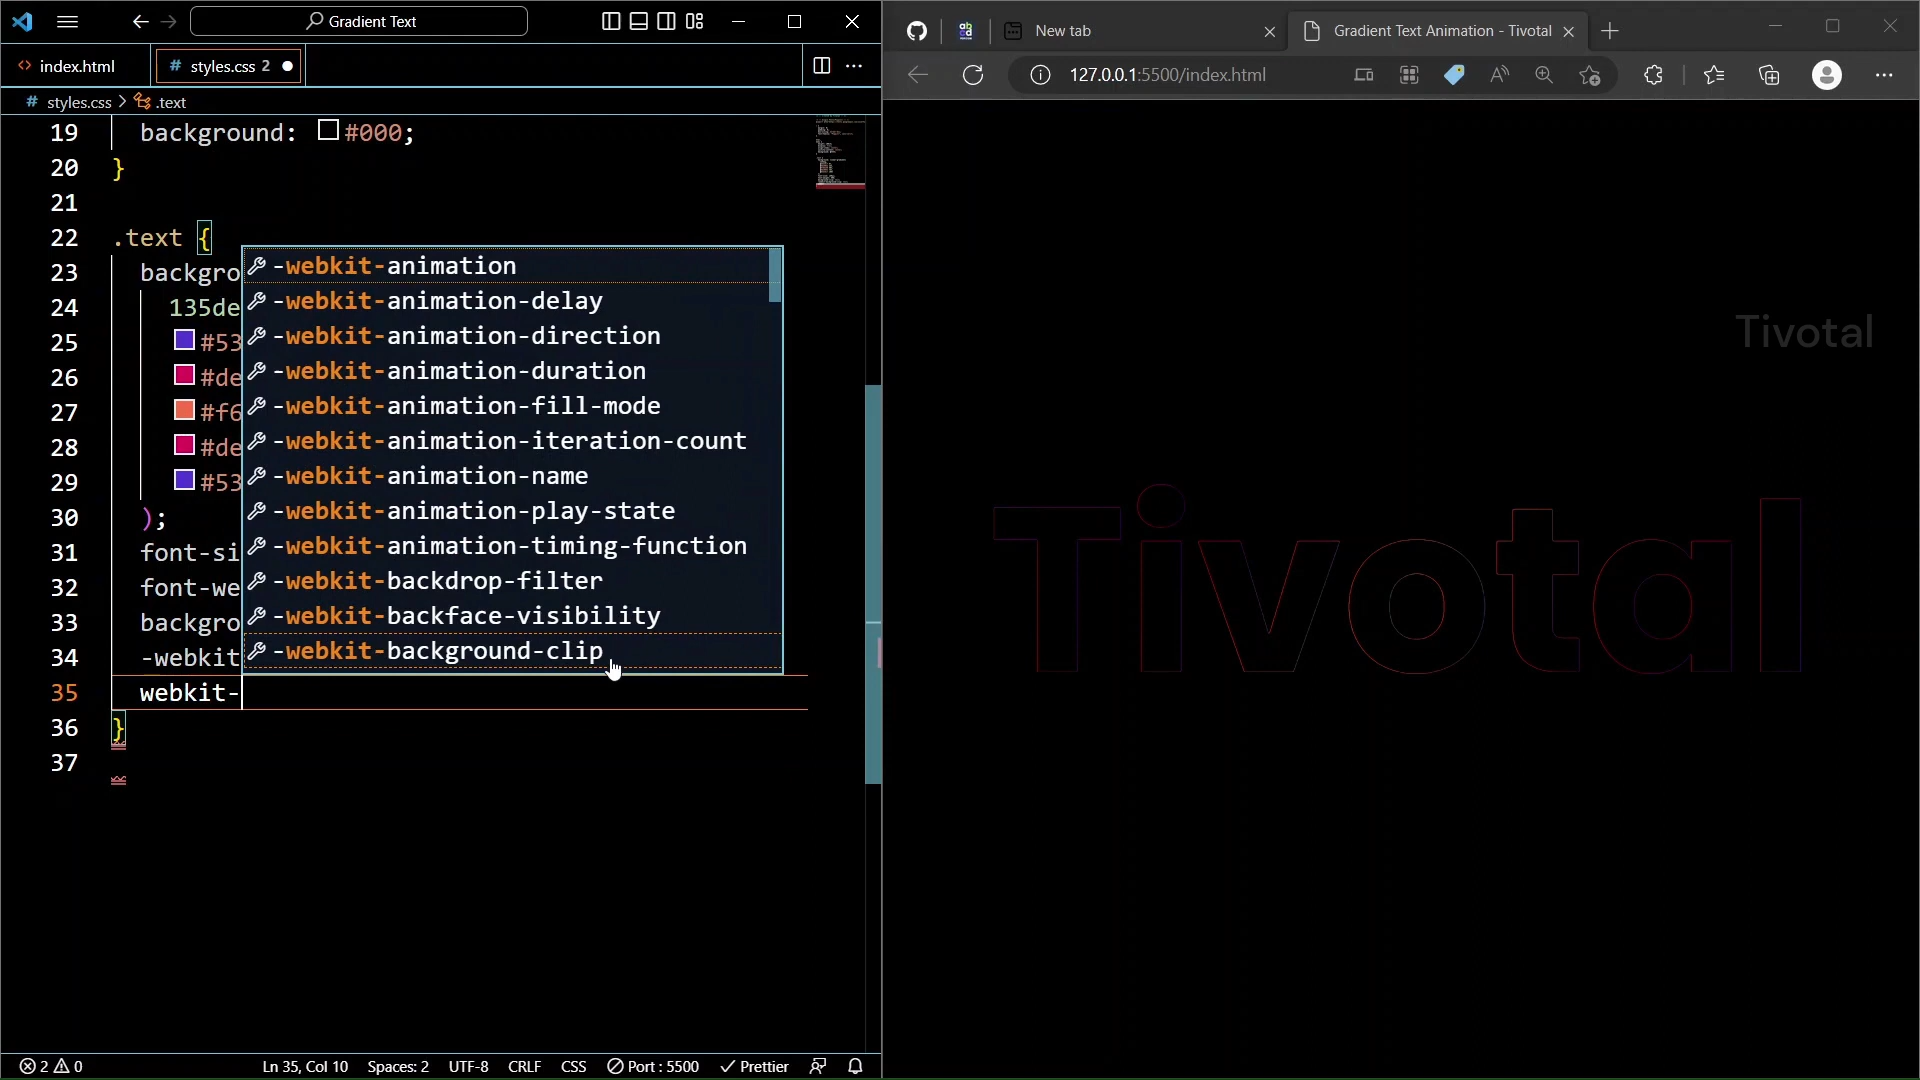 Gradient Text
index.html
# styles.css 2
# styles.css > .text
19 background: #000;
20 }
21
22 .text {
23 backgro
24 135de
25 #53
26 #de
27 #f6
28 #de
29 #53
30 );
31 font-si
32 font-we
33 backgro
34 -webkit
35 webkit-
36 }
37
-webkit-animation
-webkit-animation-delay
-webkit-animation-direction
-webkit-animation-duration
-webkit-animation-fill-mode
-webkit-animation-iteration-count
-webkit-animation-name
-webkit-animation-play-state
-webkit-animation-timing-function
-webkit-backdrop-filter
-webkit-backface-visibility
-webkit-background-clip
2 0 Ln 35, Col 10 Spaces: 2 UTF-8 CRLF CSS Port : 5500 Prettier
New tab
Gradient Text Animation - Tivotal
127.0.0.1:5500/index.html
Tivotal
Tivotal